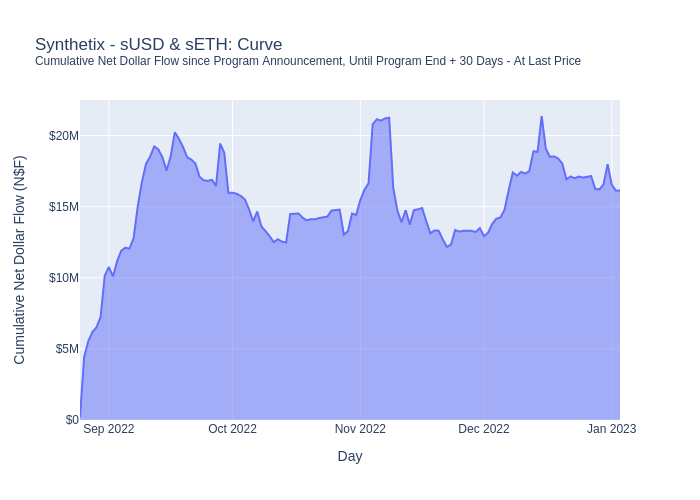 Synthetix - sUSD & sETH: Curve
Cumulative Net Dollar Flow since Program Announcement, Until Program End + 30 Days - At Last Price
Cumulative Net Dollar Flow (N$F)
$20M
$15M
$10M
$5M
$0
Sep 2022
Oct 2022
Nov 2022
Dec 2022
Jan 2023
Day